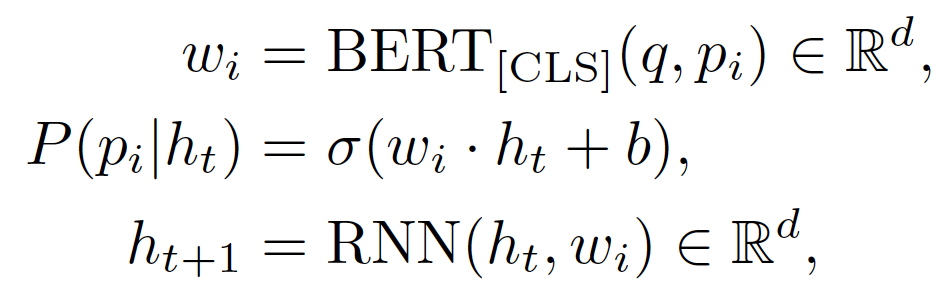 w_i = BERT_[CLS](q, p_i) ∈ ℝ^d,
P(p_i|h_t) = σ(w_i · h_t + b),
h_{t+1} = RNN(h_t, w_i) ∈ ℝ^d,